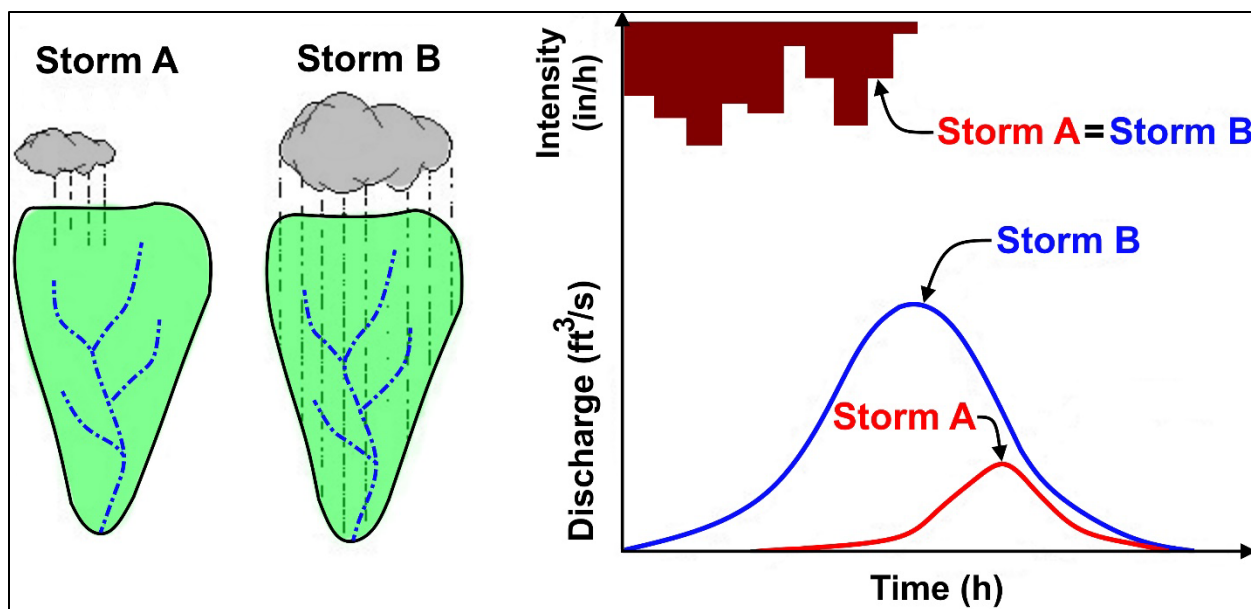 Storm A
Storm B
Intensity
(in/h)
Storm A=Storm B
Storm B
Storm A
Discharge (ft³/s)
Time (h)